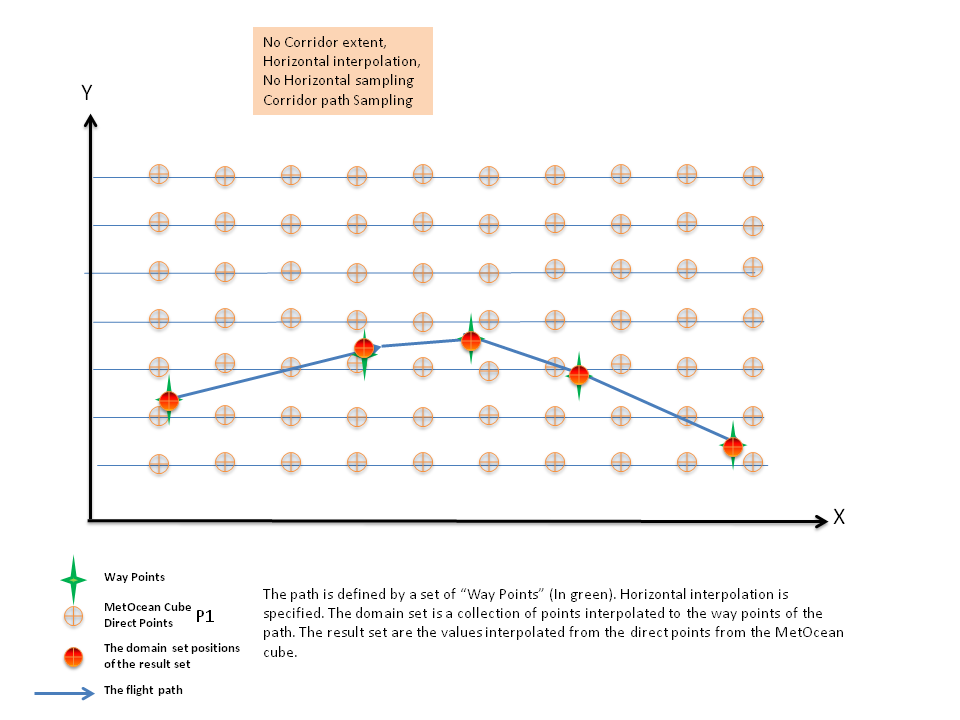 No Corridor extent,
Horizontal interpolation,
No Horizontal sampling
Corridor path Sampling
Y
X
Way Points
MetOcean Cube
Direct Points
P1
The domain set positions
of the result set
The flight path
The path is defined by a set of “Way Points” (In green). Horizontal interpolation is
specified. The domain set is a collection of points interpolated to the way points of the
path. The result set are the values interpolated from the direct points from the MetOcean
cube.